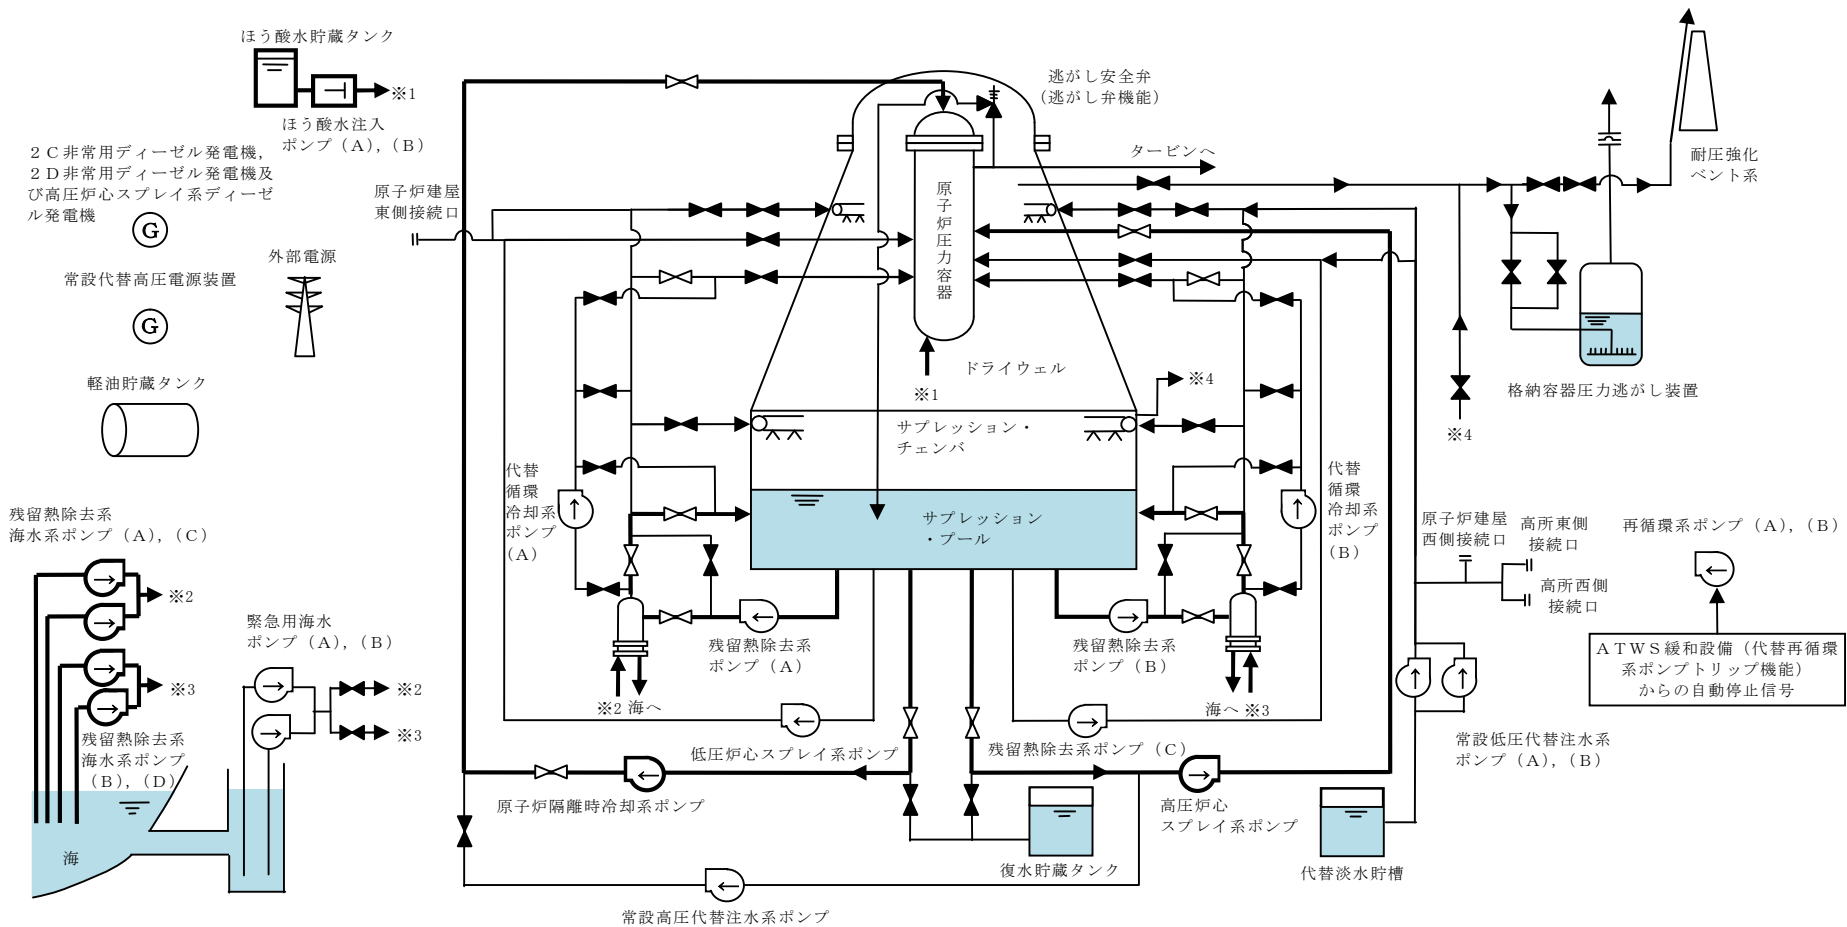 ほう酸水貯蔵タンク
※1
ほう酸水注入
ポンプ（A），（B）
２Ｃ非常用ディーゼル発電機，
２Ｄ非常用ディーゼル発電機及
び高圧炉心スプレイ系ディーゼ
ル発電機
G
外部電源
常設代替高圧電源装置
G
軽油貯蔵タンク
原子炉建屋
東側接続口
逃がし安全弁
（逃がし弁機能）
タービンへ
原子炉圧力容器
ドライウェル
※1
※4
サプレッション・
チェンバ
サプレッション
・プール
耐圧強化
ベント系
格納容器圧力逃がし装置
※4
代替
循環
冷却系
ポンプ
（A）
代替
循環
冷却系
ポンプ
（B）
残留熱除去系
海水系ポンプ（A），（C）
※2
※3
残留熱除去系
海水系ポンプ
（B），（D）
海
緊急用海水
ポンプ（A），（B）
※2
※3
残留熱除去系
ポンプ（A）
※2 海へ
残留熱除去系
ポンプ（B）
海へ ※3
低圧炉心スプレイ系ポンプ
残留熱除去系ポンプ（C）
原子炉隔離時冷却系ポンプ
高圧炉心
スプレイ系ポンプ
復水貯蔵タンク
常設高圧代替注水系ポンプ
原子炉建屋
西側接続口
高所東側
接続口
高所西側
接続口
再循環系ポンプ（A），（B）
ＡＴＷＳ緩和設備（代替再循環
系ポンプトリップ機能）
からの自動停止信号
常設低圧代替注水系
ポンプ（A），（B）
代替淡水貯槽